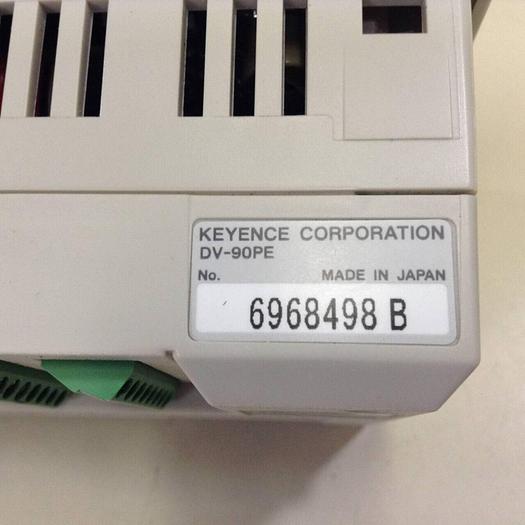 KEYENCE CORPORATION
DV-90PE
No. MADE IN JAPAN
6968498 B